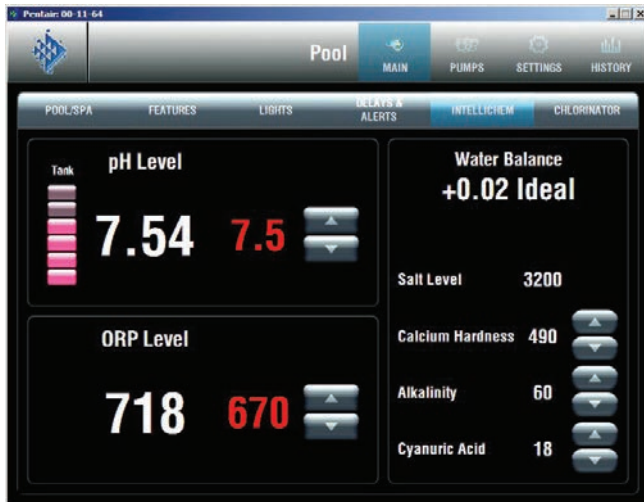 Pentair: 00-11-64
Pool
MAIN
PUMPS
SETTINGS
HISTORY
POOL/SPA
FEATURES
LIGHTS
DELAYS &
ALERTS
INTELLICHEM
CHLORINATOR
Tank
pH Level
7.54 7.5
ORP Level
718 670
Water Balance
+0.02 Ideal
Salt Level 3200
Calcium Hardness 490
Alkalinity 60
Cyanuric Acid 18